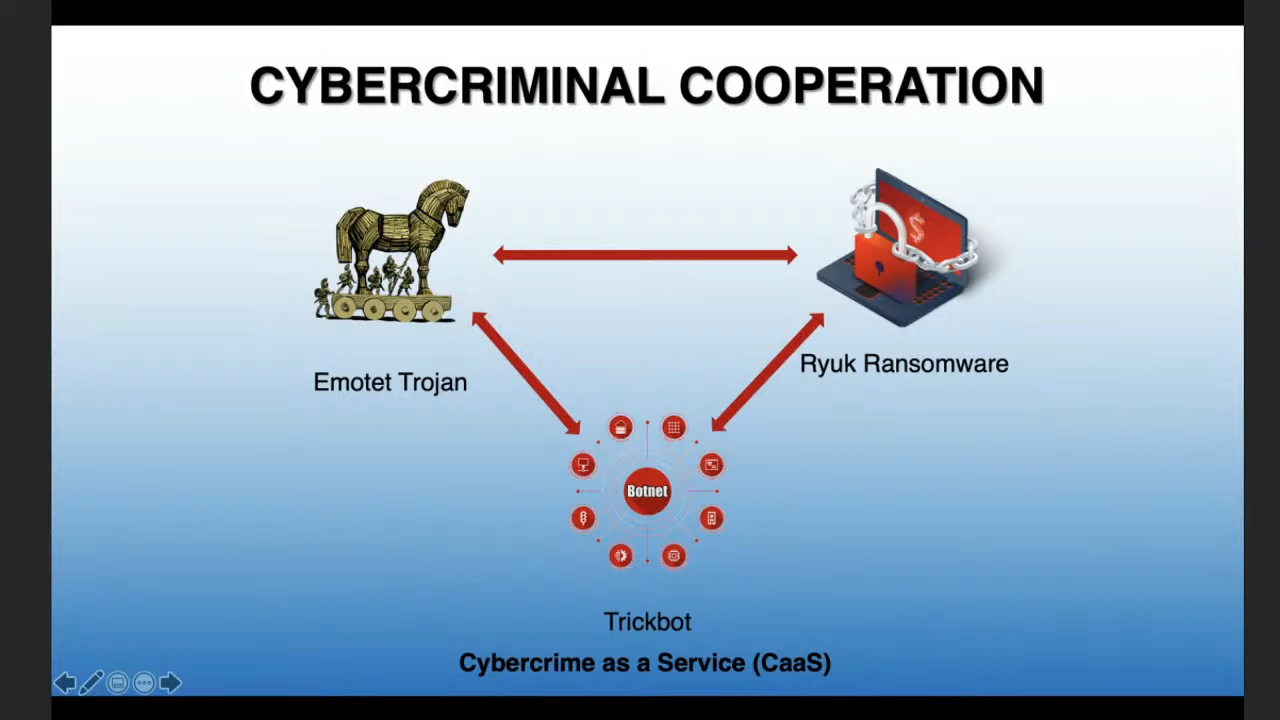 CYBERCRIMINAL COOPERATION
Emotet Trojan
Ryuk Ransomware
Botnet
Trickbot
Cybercrime as a Service (CaaS)